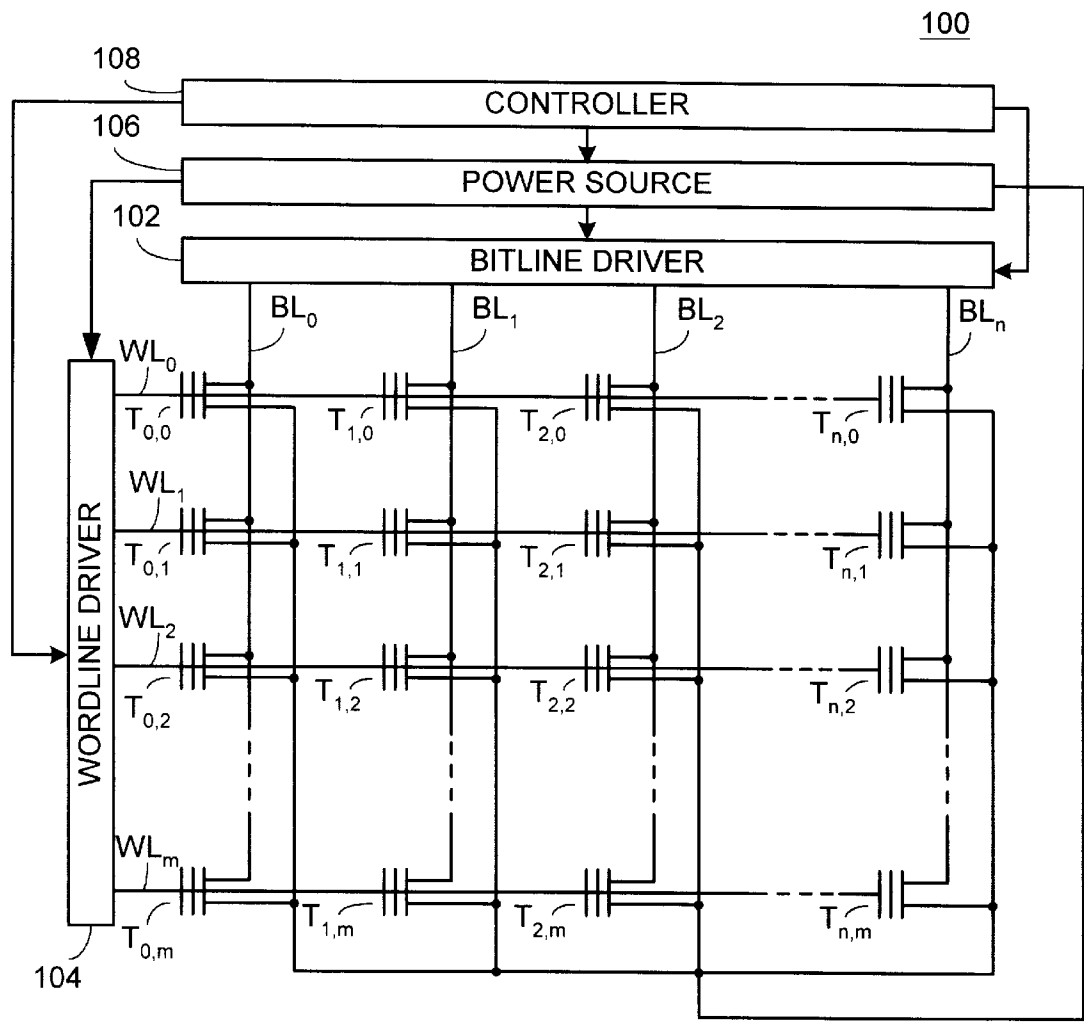 100
108
CONTROLLER
106
POWER SOURCE
102
BITLINE DRIVER
BL₀ BL₁ BL₂ BLₙ
WL₀
T₀,₀ T₁,₀ T₂,₀ Tₙ,₀
WL₁
T₀,₁ T₁,₁ T₂,₁ Tₙ,₁
WORDLINE DRIVER
WL₂
T₀,₂ T₁,₂ T₂,₂ Tₙ,₂
WLₘ
T₀,ₘ T₁,ₘ T₂,ₘ Tₙ,ₘ
104